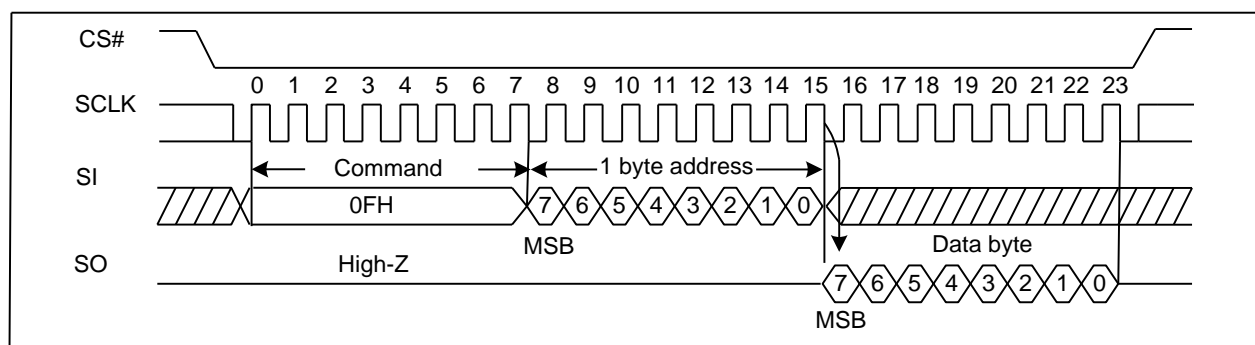 CS#
0 1 2 3 4 5 6 7 8 9 10 11 12 13 14 15 16 17 18 19 20 21 22 23
SCLK
Command 1 byte address
SI
0FH 7 6 5 4 3 2 1 0
MSB Data byte
SO High-Z
7 6 5 4 3 2 1 0
MSB